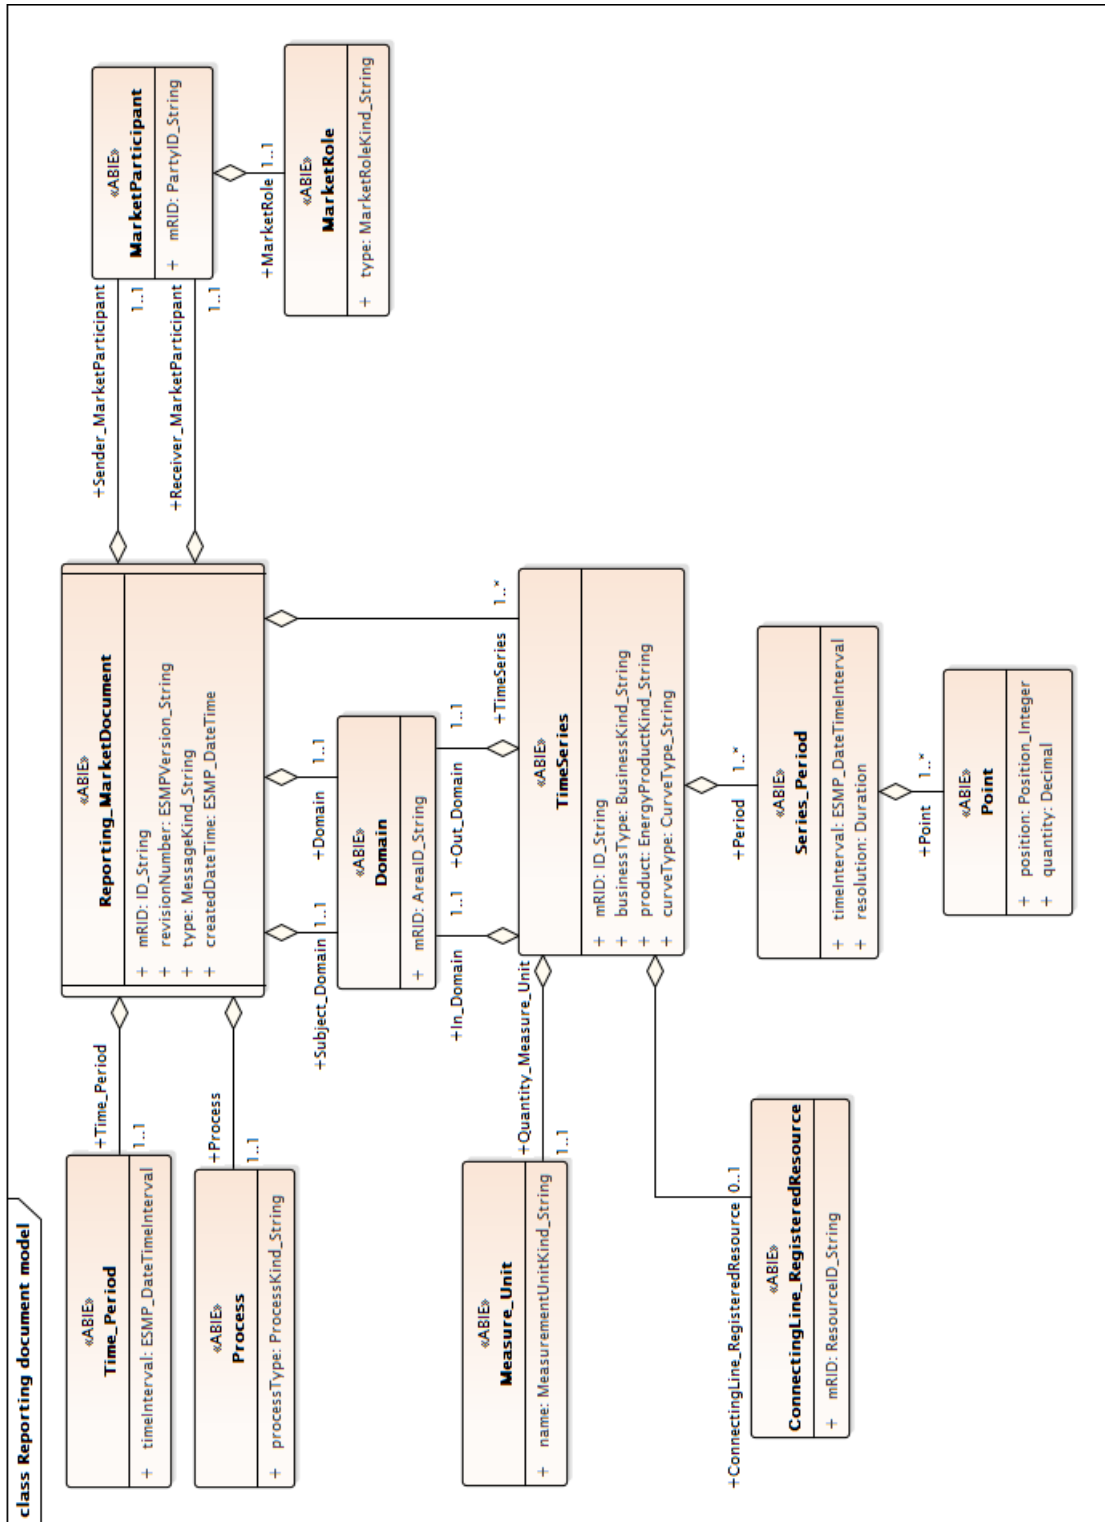 class Reporting document model
«ABIE»
Time_Period
+ timeInterval: ESMP_DateTimeInterval
+Time_Period
1..1
«ABIE»
Process
+ processType: ProcessKind_String
+Process
1..1
«ABIE»
Reporting_MarketDocument
+ mRID: ID_String
+ revisionNumber: ESMPVersion_String
+ type: MessageKind_String
+ createdDateTime: ESMP_DateTime
+Sender_MarketParticipant
1..1
+Receiver_MarketParticipant
1..1
«ABIE»
MarketParticipant
+ mRID: PartyID_String
+MarketRole 1..1
«ABIE»
MarketRole
+ type: MarketRoleKind_String
+Subject_Domain 1..1
+Domain 1..1
«ABIE»
Domain
+ mRID: AreaID_String
+In_Domain 1..1
+Out_Domain 1..1
+TimeSeries 1..*
«ABIE»
Measure_Unit
+ name: MeasurementUnitKind_String
+Quantity_Measure_Unit
1..1
«ABIE»
TimeSeries
+ mRID: ID_String
+ businessType: BusinessKind_String
+ product: EnergyProductKind_String
+ curveType: CurveType_String
+ConnectingLine_RegisteredResource 0..1
«ABIE»
ConnectingLine_RegisteredResource
+ mRID: ResourceID_String
+Period 1..*
«ABIE»
Series_Period
+ timeInterval: ESMP_DateTimeInterval
+ resolution: Duration
+Point 1..*
«ABIE»
Point
+ position: Position_Integer
+ quantity: Decimal